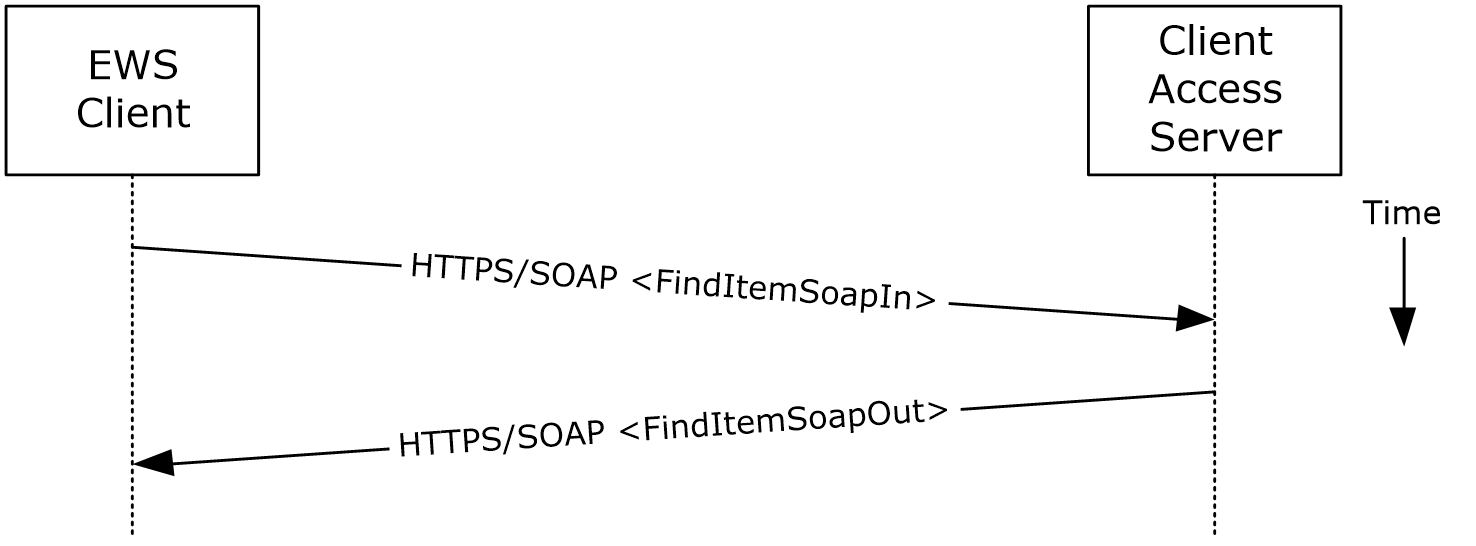 EWS
Client
Client
Access
Server
Time
HTTPS/SOAP <FindItemSoapIn>
HTTPS/SOAP <FindItemSoapOut>